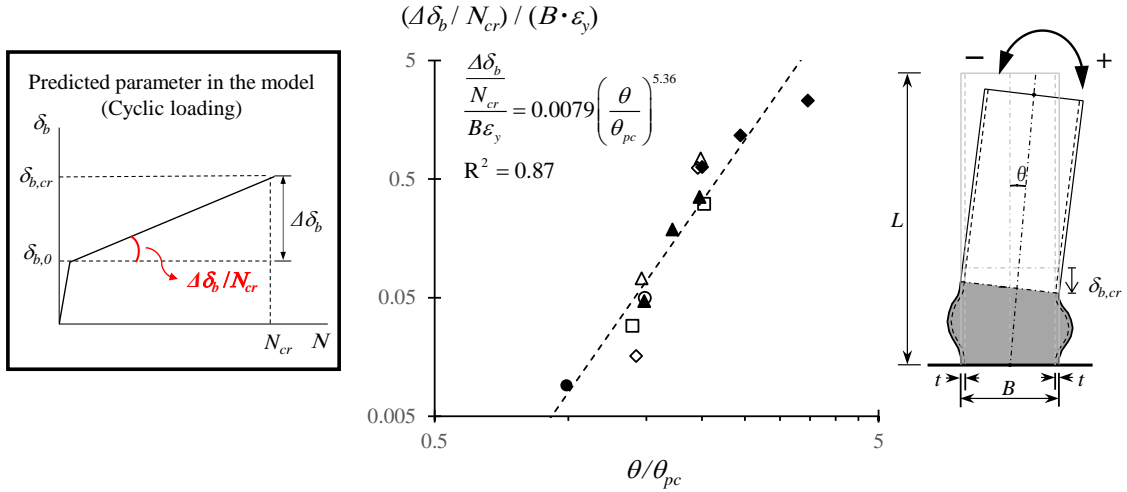 Predicted parameter in the model
(Cyclic loading)
δb
δb,cr
δb,0
Δδb
Δδb/Ncr
Ncr
N
(Δδb / Ncr) / (B・εy)
5
0.5
0.05
0.005
0.5
5
θ/θpc
Δδb
Ncr
Bεy
= 0.0079(θ/θpc)^5.36
R² = 0.87
−
+
θ
L
δb,cr
t
B
t